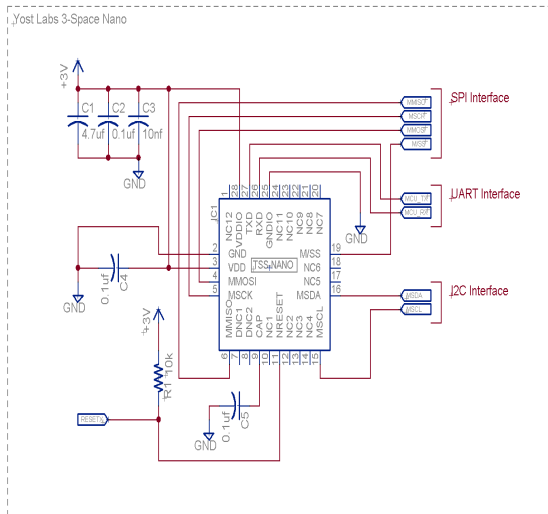 Yost Labs 3-Space Nano
+3V
C1
C2
C3
4.7uf
0.1uf
10nf
GND
SPI Interface
MMISO
MSCK
MMOSI
M/SS
UART Interface
MCU_TX
MCU_RX
I2C Interface
MSDA
MSCL
GND
1
28
27
26
25
24
23
22
21
20
NC12
VDDIO
TXD
RXD
GNDIO
NC11
NC10
NC9
NC8
NC7
2
3
4
5
GND
VDD
MMOSI
MSCK
TSS-NANO
M/SS
NC6
NC5
MSDA
19
18
17
16
MMISO
DNC1
DNC2
CAP
NC1
NRESET
NC2
NC3
NC4
MSCL
6
7
8
9
10
11
12
13
14
15
GND
0.1uf
C4
+3V
R1
10k
RESET
GND
0.1uf
C5